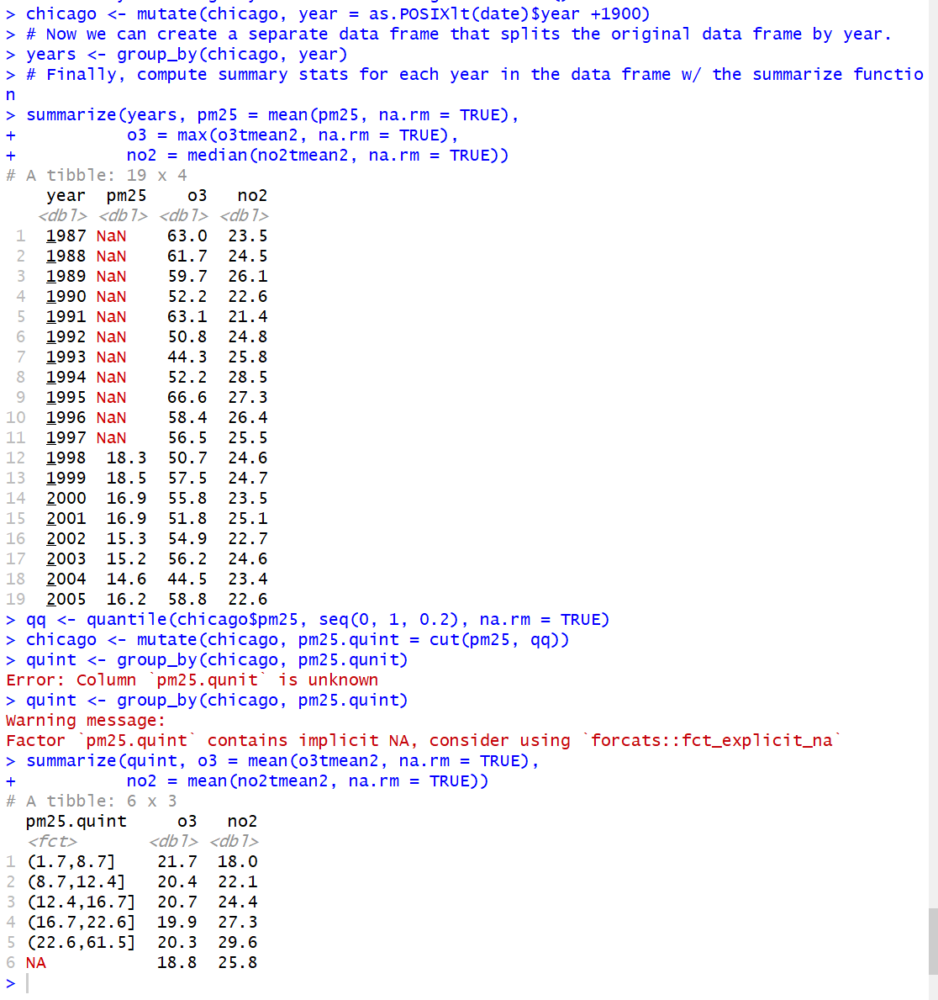 > chicago <- mutate(chicago, year = as.POSIXlt(date)$year +1900)
> # Now we can create a separate data frame that splits the original data frame by year.
> years <- group_by(chicago, year)
> # Finally, compute summary stats for each year in the data frame w/ the summarize functio
n
> summarize(years, pm25 = mean(pm25, na.rm = TRUE),
+           o3 = max(o3tmean2, na.rm = TRUE),
+           no2 = median(no2tmean2, na.rm = TRUE))
# A tibble: 19 x 4
    year  pm25    o3   no2
   <dbl> <dbl> <dbl> <dbl>
 1  1987 NaN    63.0  23.5
 2  1988 NaN    61.7  24.5
 3  1989 NaN    59.7  26.1
 4  1990 NaN    52.2  22.6
 5  1991 NaN    63.1  21.4
 6  1992 NaN    50.8  24.8
 7  1993 NaN    44.3  25.8
 8  1994 NaN    52.2  28.5
 9  1995 NaN    66.6  27.3
10  1996 NaN    58.4  26.4
11  1997 NaN    56.5  25.5
12  1998  18.3  50.7  24.6
13  1999  18.5  57.5  24.7
14  2000  16.9  55.8  23.5
15  2001  16.9  51.8  25.1
16  2002  15.3  54.9  22.7
17  2003  15.2  56.2  24.6
18  2004  14.6  44.5  23.4
19  2005  16.2  58.8  22.6
> qq <- quantile(chicago$pm25, seq(0, 1, 0.2), na.rm = TRUE)
> chicago <- mutate(chicago, pm25.quint = cut(pm25, qq))
> quint <- group_by(chicago, pm25.qunit)
Error: Column `pm25.qunit` is unknown
> quint <- group_by(chicago, pm25.quint)
Warning message:
Factor `pm25.quint` contains implicit NA, consider using `forcats::fct_explicit_na`
> summarize(quint, o3 = mean(o3tmean2, na.rm = TRUE),
+           no2 = mean(no2tmean2, na.rm = TRUE))
# A tibble: 6 x 3
  pm25.quint     o3   no2
  <fct>       <dbl> <dbl>
1 (1.7,8.7]    21.7  18.0
2 (8.7,12.4]   20.4  22.1
3 (12.4,16.7]  20.7  24.4
4 (16.7,22.6]  19.9  27.3
5 (22.6,61.5]  20.3  29.6
6 NA           18.8  25.8
>